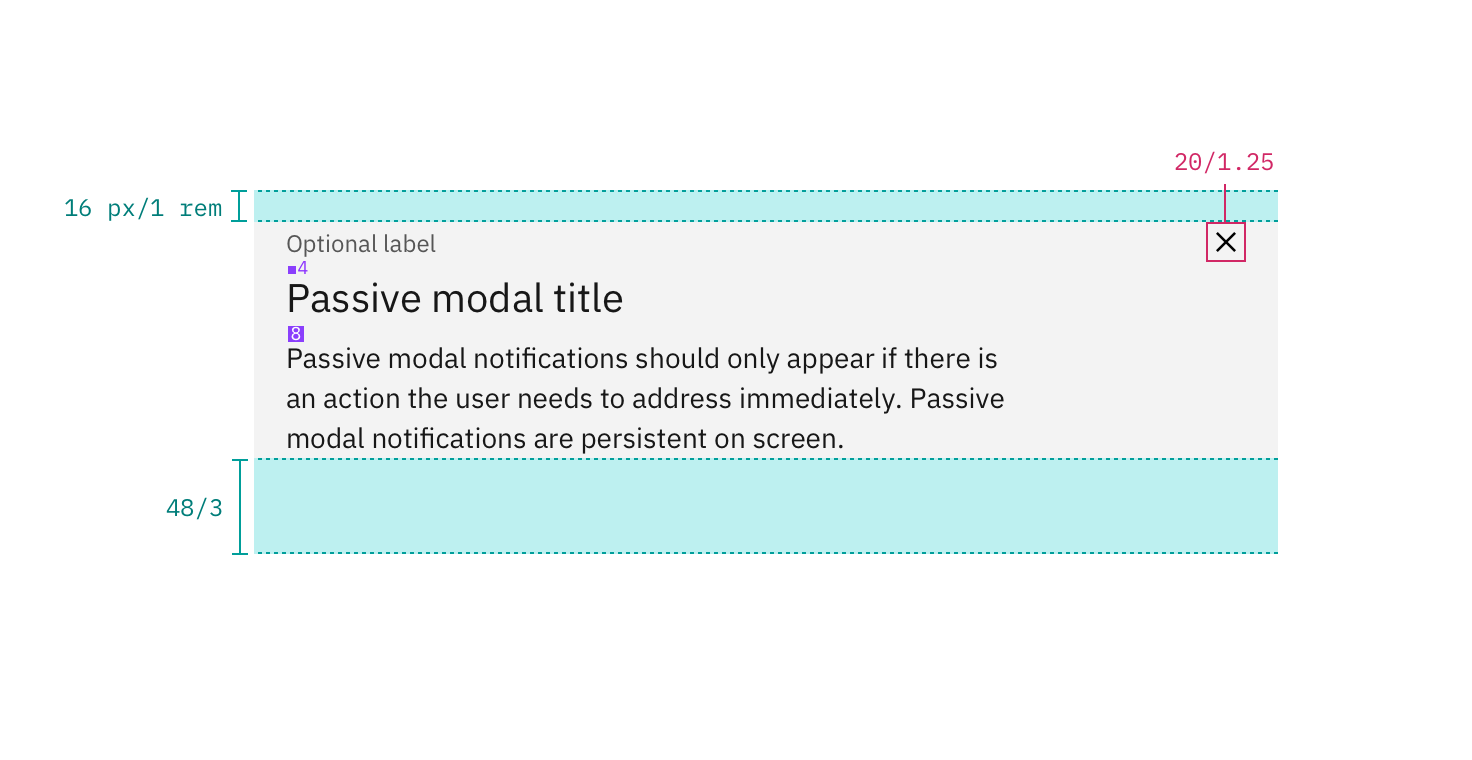 20/1.25
16 px/1 rem
Optional label
4
Passive modal title
8
Passive modal notifications should only appear if there is
an action the user needs to address immediately. Passive
modal notifications are persistent on screen.
48/3